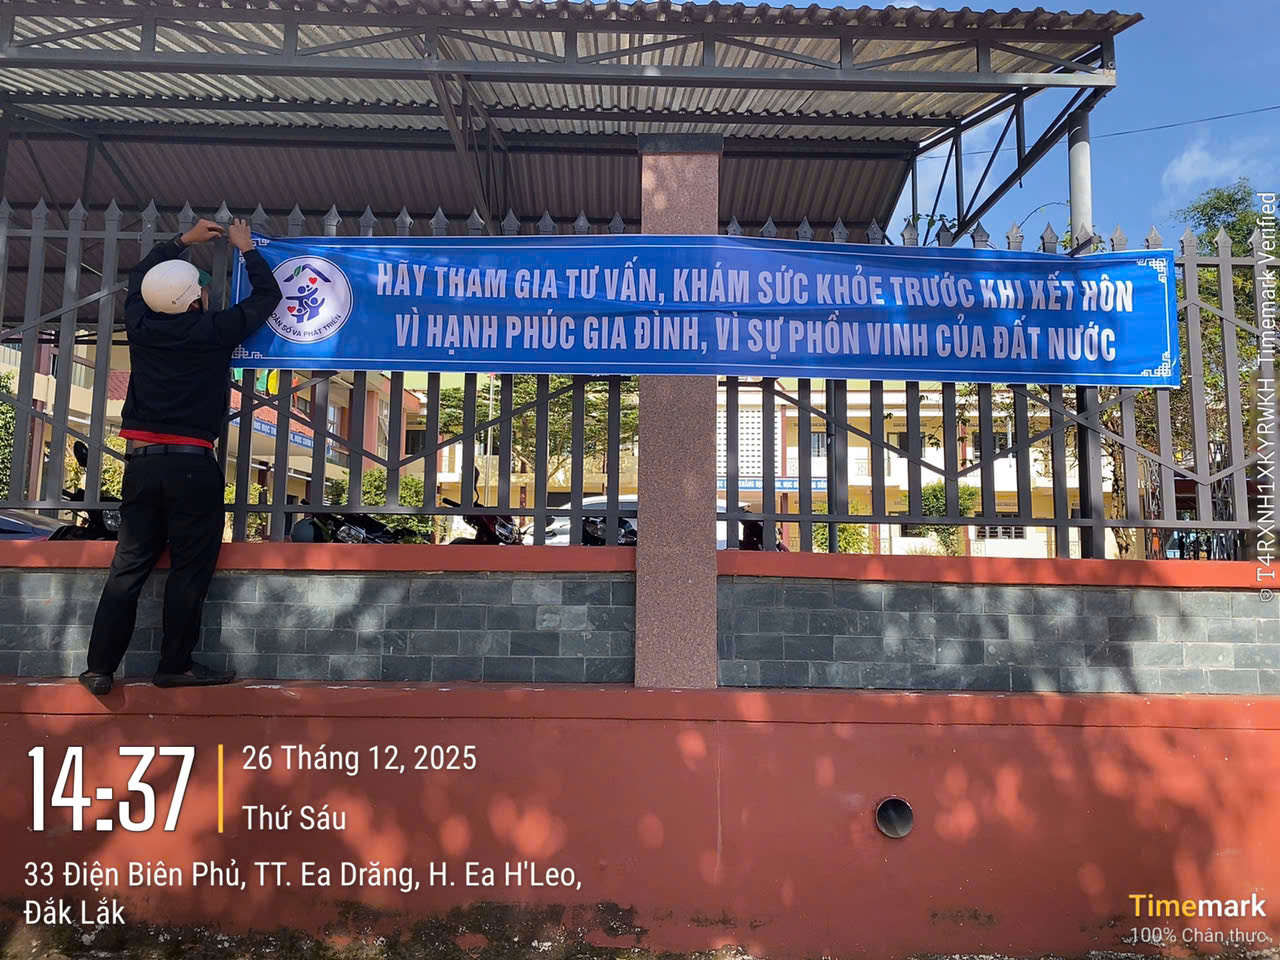 HÃY THAM GIA TƯ VẤN, KHÁM SỨC KHỎE TRƯỚC KHI KẾT HÔN
VÌ HẠNH PHÚC GIA ĐÌNH, VÌ SỰ PHỒN VINH CỦA ĐẤT NƯỚC
DÂN SỐ VÀ PHÁT TRIỂN
14:37
26 Tháng 12, 2025
Thứ Sáu
33 Điện Biên Phủ, TT. Ea Drăng, H. Ea H'Leo,
Đắk Lắk
Timemark
100% Chân thực
© T4RXNHLXKYRWKH Timemark Verified